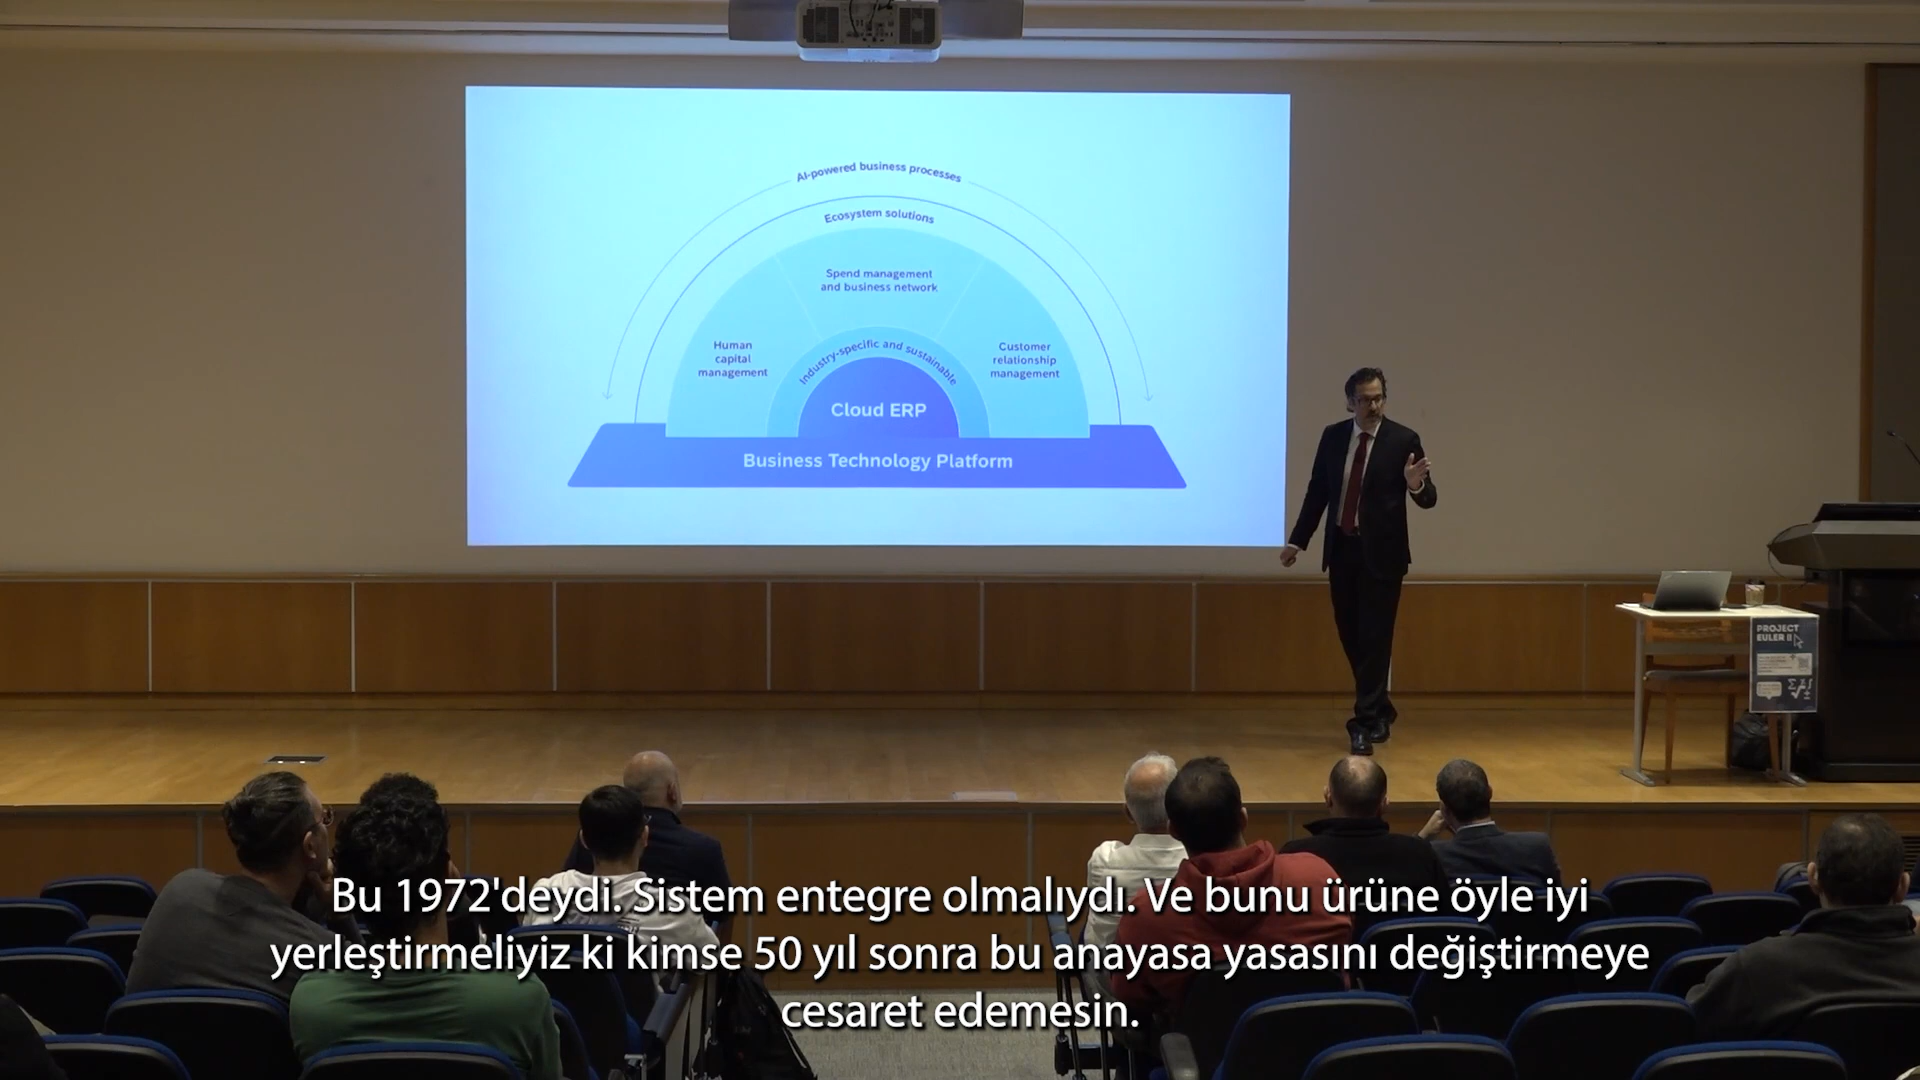 AI-powered business processes
Ecosystem solutions
Spend management
and business network
Human
capital
management
Industry-specific and sustainable
Customer
relationship
management
Cloud ERP
Business Technology Platform
PROJECT
EULER II
Bu 1972'deydi. Sistem entegre olmalıydı. Ve bunu ürüne öyle iyi
yerleştirmeliyiz ki kimse 50 yıl sonra bu anayasa yasasını değiştirmeye
cesaret edemesin.